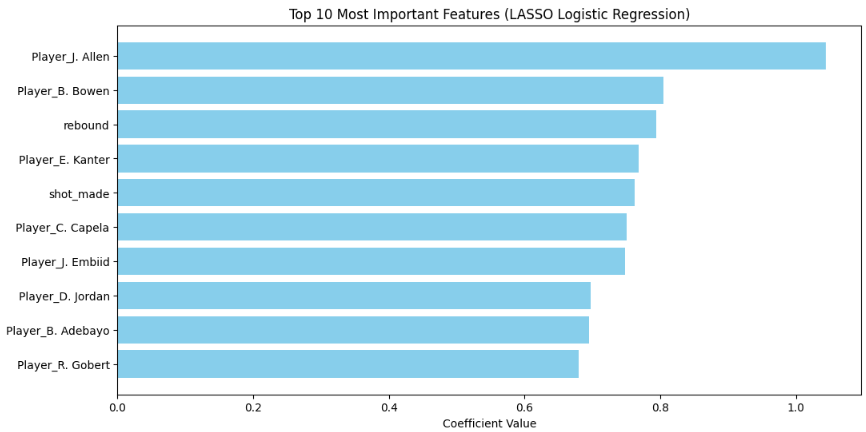 Top 10 Most Important Features (LASSO Logistic Regression)
Player_J. Allen
Player_B. Bowen
rebound
Player_E. Kanter
shot_made
Player_C. Capela
Player_J. Embiid
Player_D. Jordan
Player_B. Adebayo
Player_R. Gobert
0.0 0.2 0.4 0.6 0.8 1.0
Coefficient Value